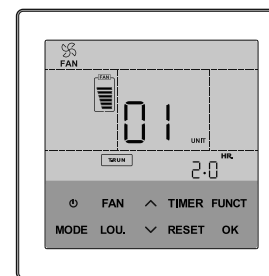 FAN
FAN
01 UNIT
T.RUN
HR.
2.0
FAN TIMER FUNCT
MODE LOU. RESET OK